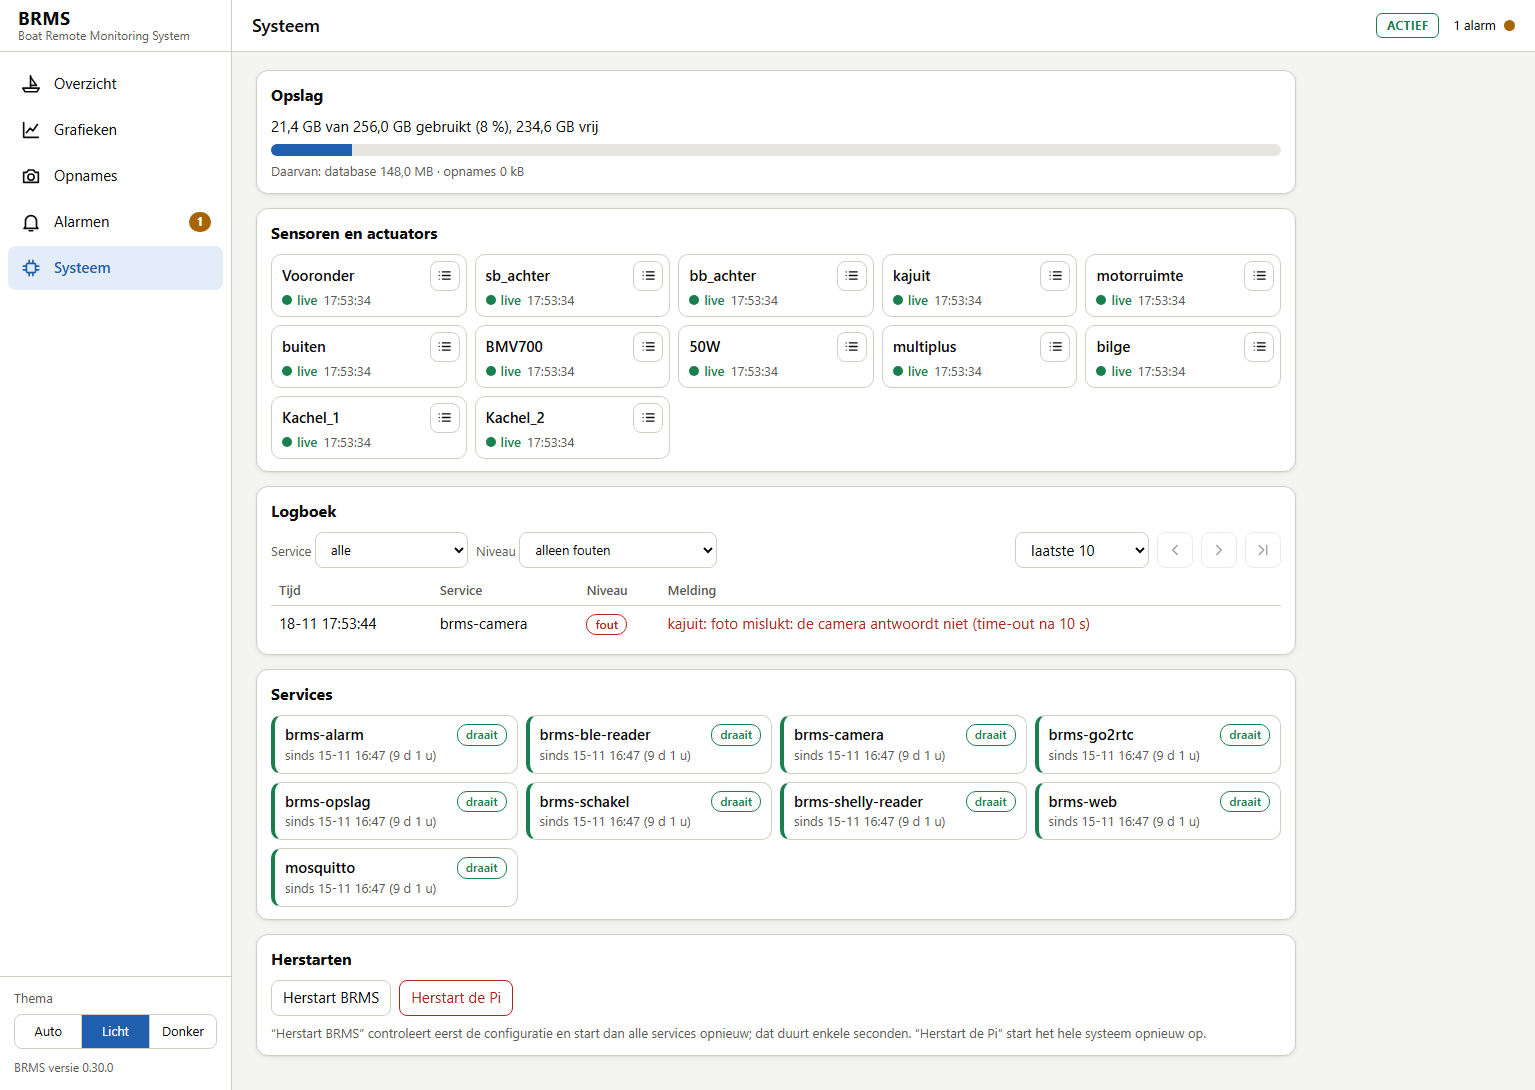 BRMS
Boat Remote Monitoring System
Systeem
ACTIEF
1 alarm
Overzicht
Grafieken
Opnames
Alarmen
1
Systeem
Opslag
21,4 GB van 256,0 GB gebruikt (8 %), 234,6 GB vrij
Daarvan: database 148,0 MB · opnames 0 kB
Sensoren en actuators
Vooronder
live 17:53:34
sb_achter
live 17:53:34
bb_achter
live 17:53:34
kajuit
live 17:53:34
motorruimte
live 17:53:34
buiten
live 17:53:34
BMV700
live 17:53:34
50W
live 17:53:34
multiplus
live 17:53:34
bilge
live 17:53:34
Kachel_1
live 17:53:34
Kachel_2
live 17:53:34
Logboek
Service alle Niveau alleen fouten laatste 10
Tijd Service Niveau Melding
18-11 17:53:44 brms-camera fout kajuit: foto mislukt: de camera antwoordt niet (time-out na 10 s)
Services
brms-alarm draait
sinds 15-11 16:47 (9 d 1 u)
brms-ble-reader draait
sinds 15-11 16:47 (9 d 1 u)
brms-camera draait
sinds 15-11 16:47 (9 d 1 u)
brms-go2rtc draait
sinds 15-11 16:47 (9 d 1 u)
brms-opslag draait
sinds 15-11 16:47 (9 d 1 u)
brms-schakel draait
sinds 15-11 16:47 (9 d 1 u)
brms-shelly-reader draait
sinds 15-11 16:47 (9 d 1 u)
brms-web draait
sinds 15-11 16:47 (9 d 1 u)
mosquitto draait
sinds 15-11 16:47 (9 d 1 u)
Herstarten
Herstart BRMS
Herstart de Pi
“Herstart BRMS” controleert eerst de configuratie en start dan alle services opnieuw; dat duurt enkele seconden. “Herstart de Pi” start het hele systeem opnieuw op.
Thema
Auto Licht Donker
BRMS versie 0.30.0